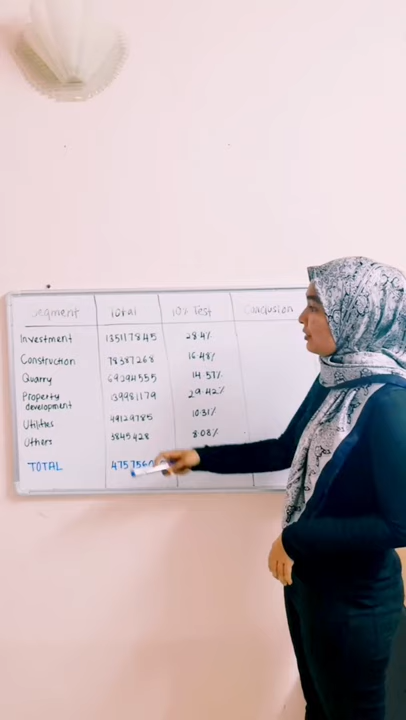 Segment Total 10% Test Conclusion
Investment 135117845 28.4%
Construction 78387268 16.48%
Quarry 69294555 14.57%
Property 139981179 29.42%
development
Utilities 49129785 10.31%
Others 3845428 8.08%
TOTAL